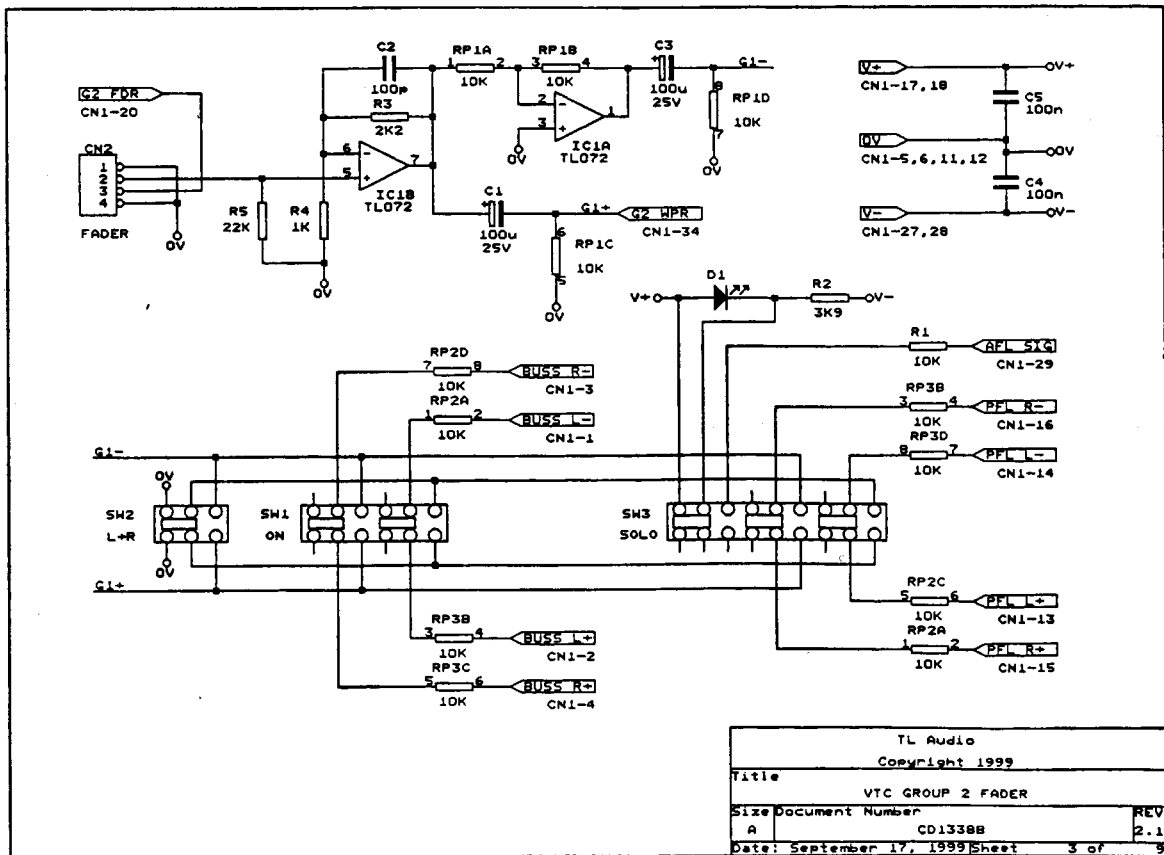 G2 FDR
CN1-20
CN2
1
2
3
4
FADER
0V
R5
22K
R4
1K
0V
C2
100p
R3
2K2
6
5
7
IC1B
TL072
1 RP1A 2
10K
3 RP1B 4
10K
2
3
1
IC1A
TL072
0V
C3
100u
25V
G1-
8
RP1D
7
10K
0V
C1
100u
25V
G1+
G2 WPR
CN1-34
6
RP1C
5
10K
0V
V+
CN1-17,18
0V
CN1-5,6,11,12
V-
CN1-27,28
V+
C5
100n
0V
C4
100n
V-
V+
D1
R2
3K9
V-
R1
10K
AFL SIG
CN1-29
RP3B
3 4
10K
PFL R-
CN1-16
RP3D
8 7
10K
PFL L-
CN1-14
RP2D
7 8
10K
BUSS R-
CN1-3
RP2A
1 2
10K
BUSS L-
CN1-1
G1-
0V
SW2
L+R
0V
SW1
ON
SW3
SOLO
G1+
RP3B
3 4
10K
BUSS L+
CN1-2
RP3C
5 6
10K
BUSS R+
CN1-4
RP2C
5 6
10K
PFL L+
CN1-13
RP2A
1 2
10K
PFL R+
CN1-15
TL Audio
Copyright 1999
Title
VTC GROUP 2 FADER
Size Document Number REV
A CD1338B 2.1
Date: September 17, 1999 Sheet 3 of 9